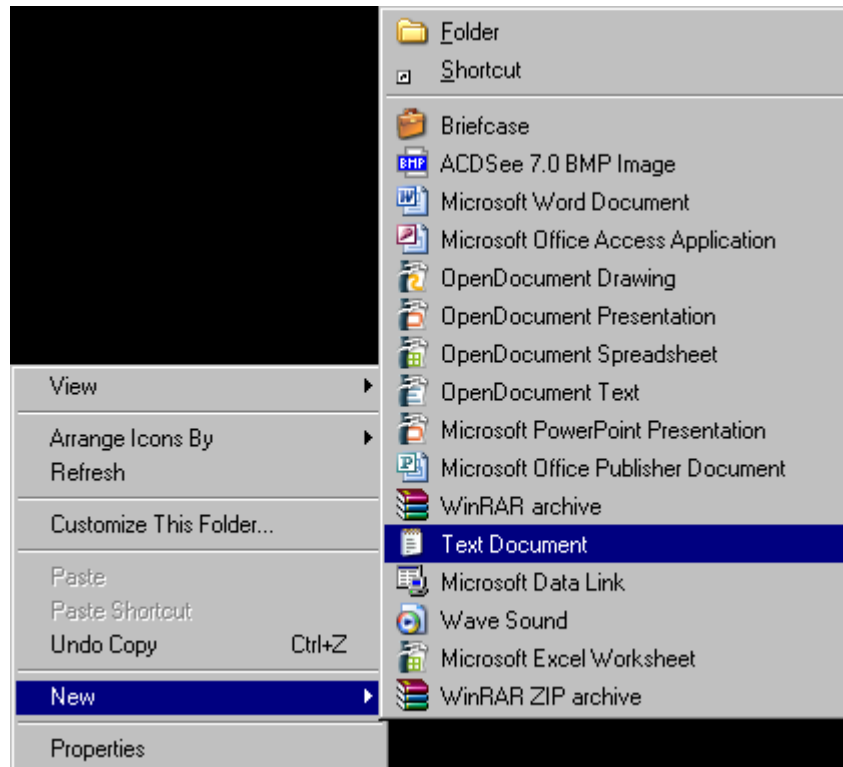 View
Arrange Icons By
Refresh
Customize This Folder...
Paste
Paste Shortcut
Undo Copy Ctrl+Z
New
Properties
Folder
Shortcut
Briefcase
BMP ACDSee 7.0 BMP Image
Microsoft Word Document
Microsoft Office Access Application
OpenDocument Drawing
OpenDocument Presentation
OpenDocument Spreadsheet
OpenDocument Text
Microsoft PowerPoint Presentation
Microsoft Office Publisher Document
WinRAR archive
Text Document
Microsoft Data Link
Wave Sound
Microsoft Excel Worksheet
WinRAR ZIP archive